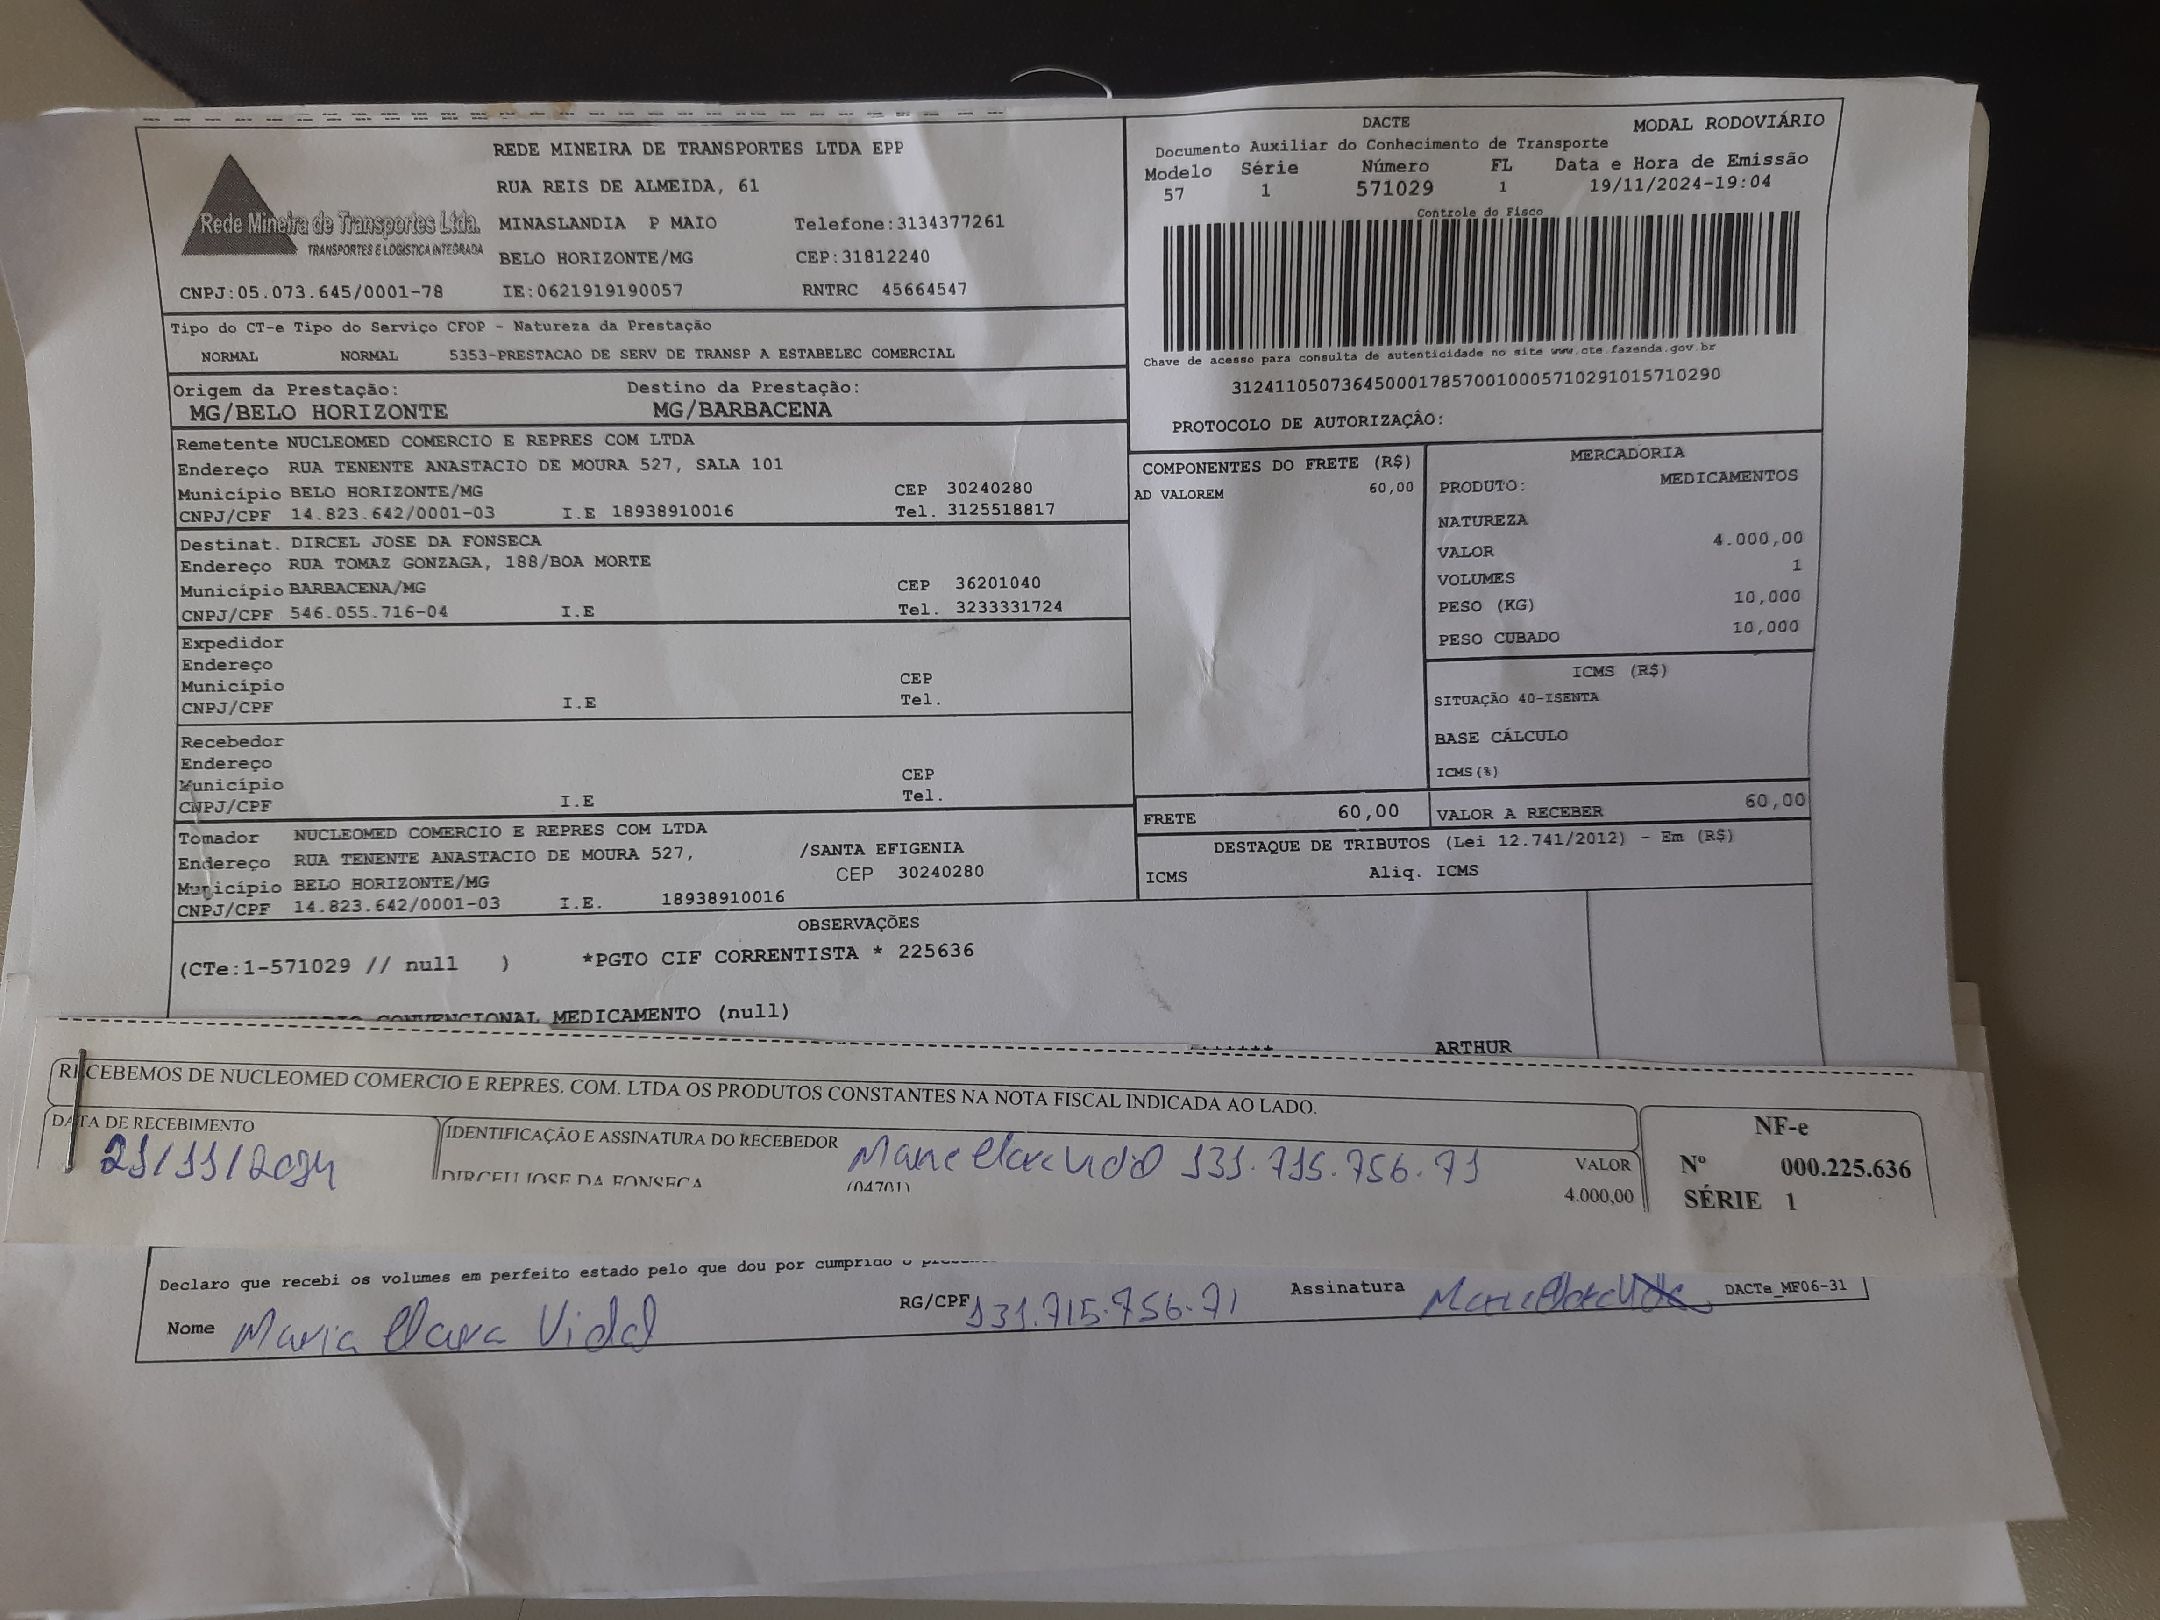 REDE MINEIRA DE TRANSPORTES LTDA EPP
RUA REIS DE ALMEIDA, 61
Rede Mineira de Transportes Ltda.
TRANSPORTES E LOGISTICA INTEGRADA
MINASLANDIA P MAIO Telefone:3134377261
BELO HORIZONTE/MG CEP:31812240
CNPJ:05.073.645/0001-78 IE:0621919190057 RNTRC 45664547
DACTE MODAL RODOVIÁRIO
Documento Auxiliar do Conhecimento de Transporte
Modelo Série Número FL Data e Hora de Emissão
57 1 571029 1 19/11/2024-19:04
Controle do Fisco
Chave de acesso para consulta de autenticidade no site www.cte.fazenda.gov.br
31241105073645000178570010005710291015710290
PROTOCOLO DE AUTORIZAÇÃO:
Tipo do CT-e Tipo do Serviço CFOP - Natureza da Prestação
NORMAL NORMAL 5353-PRESTACAO DE SERV DE TRANSP A ESTABELEC COMERCIAL
Origem da Prestação: Destino da Prestação:
MG/BELO HORIZONTE MG/BARBACENA
Remetente NUCLEOMED COMERCIO E REPRES COM LTDA
Endereço RUA TENENTE ANASTACIO DE MOURA 527, SALA 101
Município BELO HORIZONTE/MG CEP 30240280
CNPJ/CPF 14.823.642/0001-03 I.E 18938910016 Tel. 3125518817
Destinat. DIRCEL JOSE DA FONSECA
Endereço RUA TOMAZ GONZAGA, 188/BOA MORTE
Município BARBACENA/MG CEP 36201040
CNPJ/CPF 546.055.716-04 I.E Tel. 3233331724
Expedidor
Endereço
Município CEP
CNPJ/CPF I.E Tel.
Recebedor
Endereço
Município CEP
CNPJ/CPF I.E Tel.
Tomador NUCLEOMED COMERCIO E REPRES COM LTDA
Endereço RUA TENENTE ANASTACIO DE MOURA 527, /SANTA EFIGENIA
Município BELO HORIZONTE/MG CEP 30240280
CNPJ/CPF 14.823.642/0001-03 I.E. 18938910016
COMPONENTES DO FRETE (R$)
AD VALOREM 60,00
MERCADORIA
PRODUTO: MEDICAMENTOS
NATUREZA
VALOR 4.000,00
VOLUMES 1
PESO (KG) 10,000
PESO CUBADO 10,000
ICMS (R$)
SITUAÇÃO 40-ISENTA
BASE CÁLCULO
ICMS(%)
FRETE 60,00 VALOR A RECEBER 60,00
DESTAQUE DE TRIBUTOS (Lei 12.741/2012) - Em (R$)
ICMS Aliq. ICMS
OBSERVAÇÕES
(CTe:1-571029 // null ) *PGTO CIF CORRENTISTA * 225636
CONVENCIONAL MEDICAMENTO (null)
ARTHUR
RECEBEMOS DE NUCLEOMED COMERCIO E REPRES. COM. LTDA OS PRODUTOS CONSTANTES NA NOTA FISCAL INDICADA AO LADO.
DATA DE RECEBIMENTO IDENTIFICAÇÃO E ASSINATURA DO RECEBEDOR
21/11/2024 Maria Clara Vidal 131.715.756.71
DIRCEU JOSE DA FONSECA (04701) VALOR
4.000,00
NF-e
Nº 000.225.636
SÉRIE 1
Declaro que recebi os volumes em perfeito estado pelo que dou por cumprido o
Nome Maria Clara Vidal RG/CPF 131.715.756-71 Assinatura Maria Clara DACTe_MF06-31